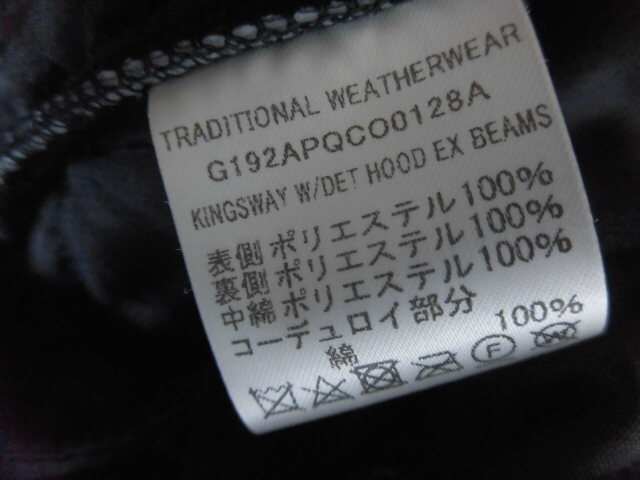 TRADITIONAL WEATHERWEAR
G192APQCO0128A
KINGSWAY W/DET HOOD EX BEAMS
表側 ポリエステル100%
裏側 ポリエステル100%
中綿 ポリエステル100%
コーデュロイ部分
綿 100%
F